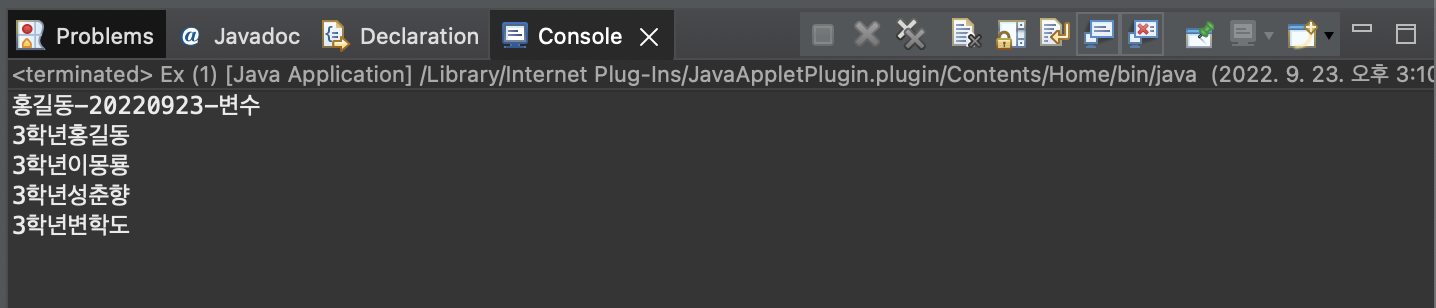 Problems @ Javadoc Declaration Console
<terminated> Ex (1) [Java Application] /Library/Internet Plug-Ins/JavaAppletPlugin.plugin/Contents/Home/bin/java (2022. 9. 23. 오후 3:10
홍길동-20220923-변수
3학년홍길동
3학년이몽룡
3학년성춘향
3학년변학도